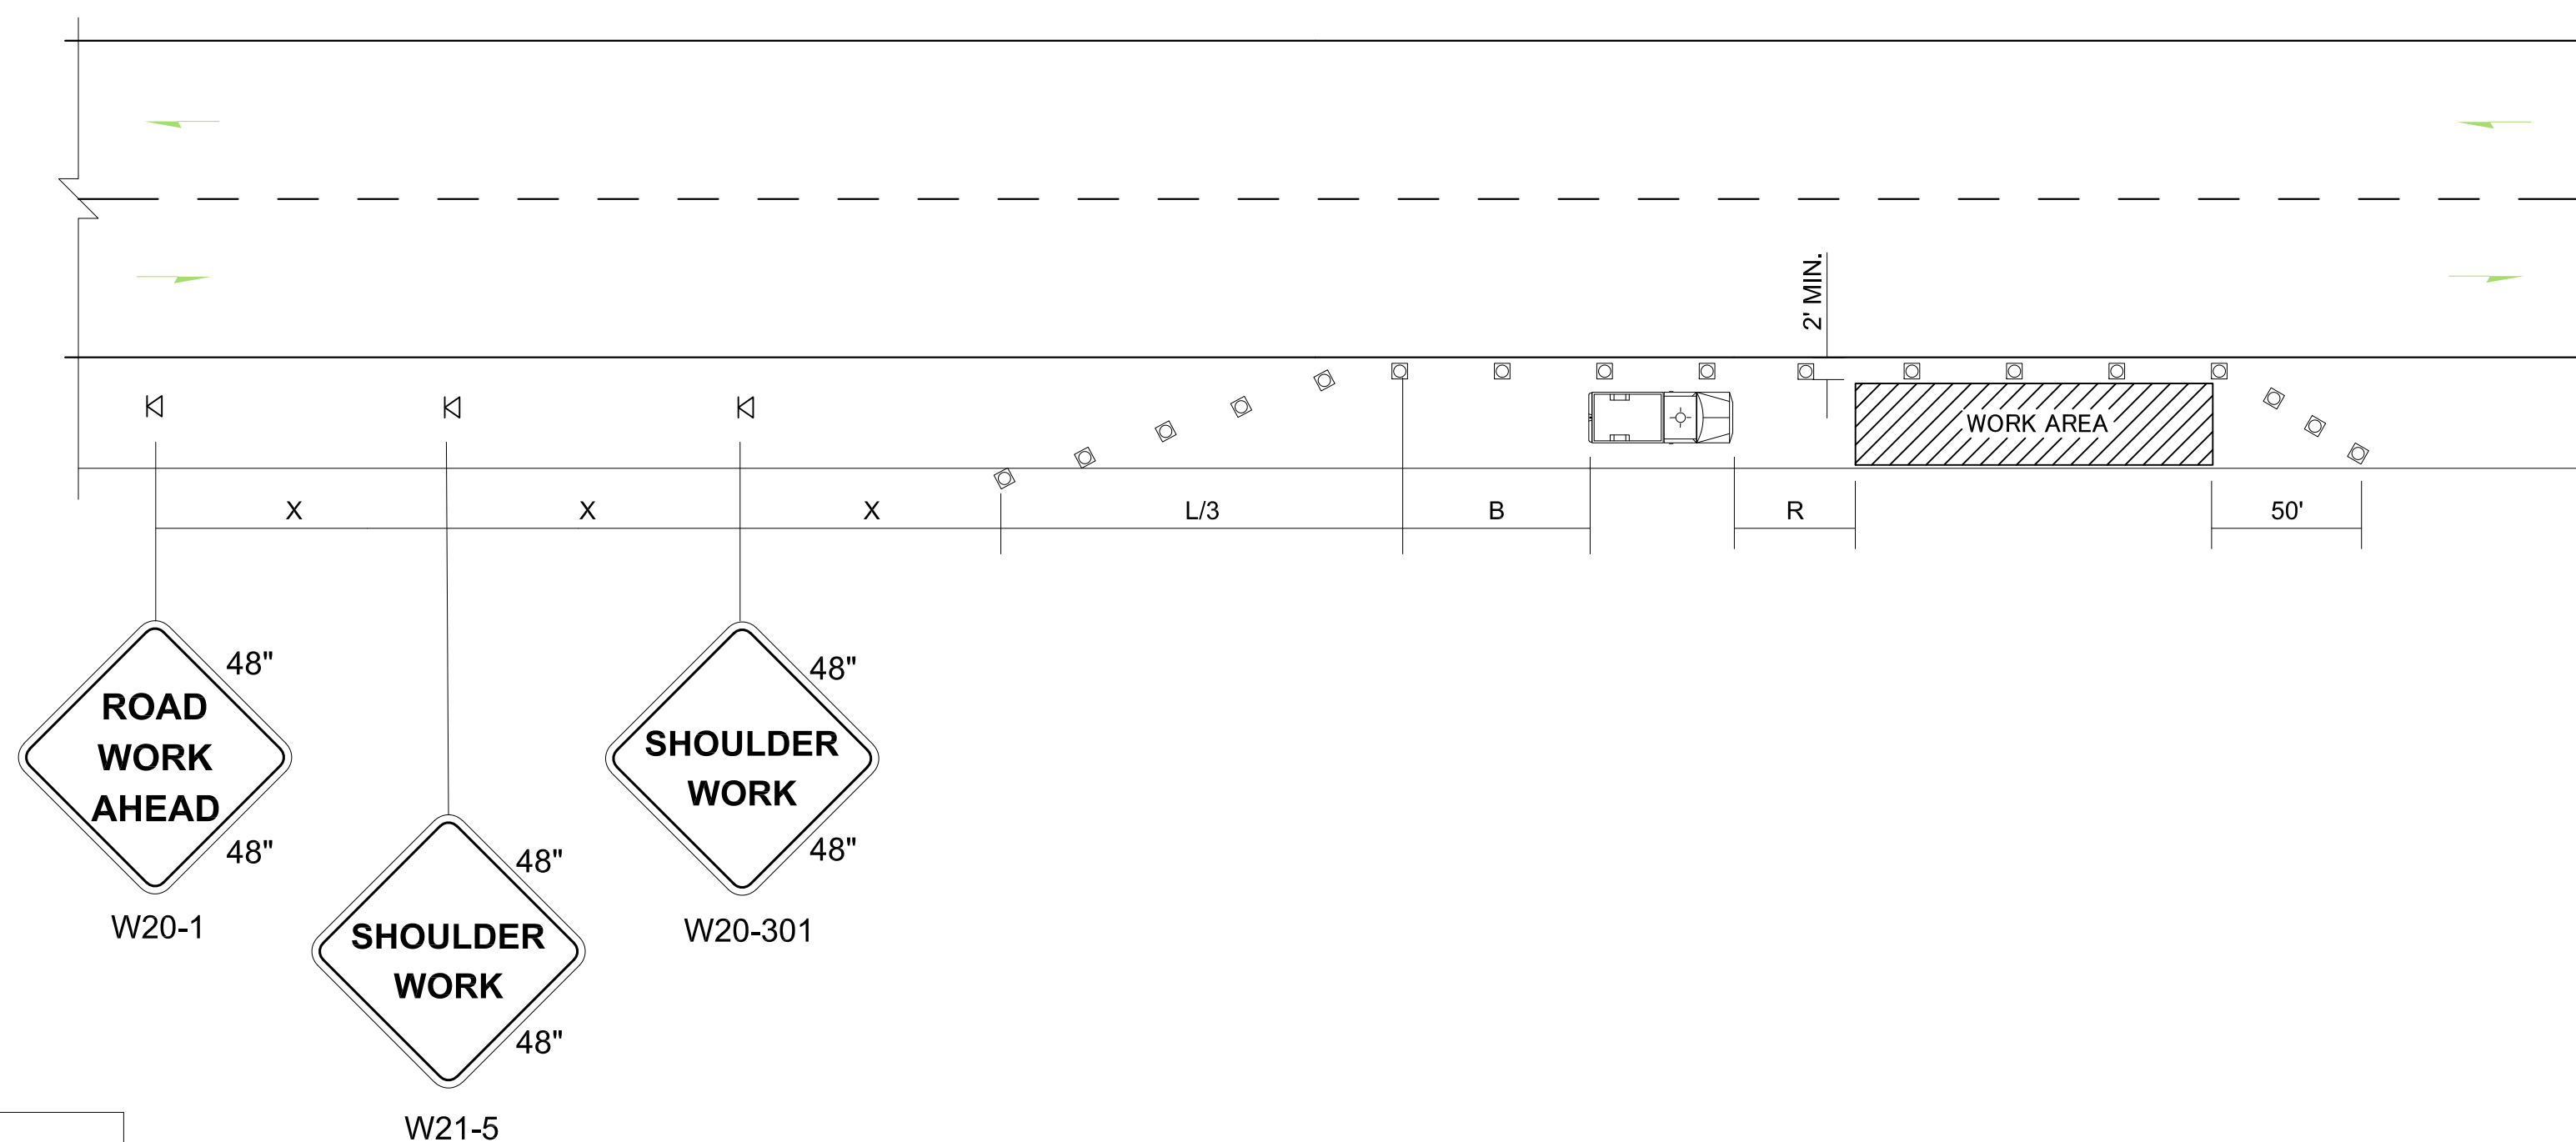 2' MIN.
WORK AREA
X
X
X
L/3
B
R
50'
ROAD
WORK
AHEAD
48"
48"
W20-1
SHOULDER
WORK
48"
48"
W21-5
SHOULDER
WORK
48"
48"
W20-301